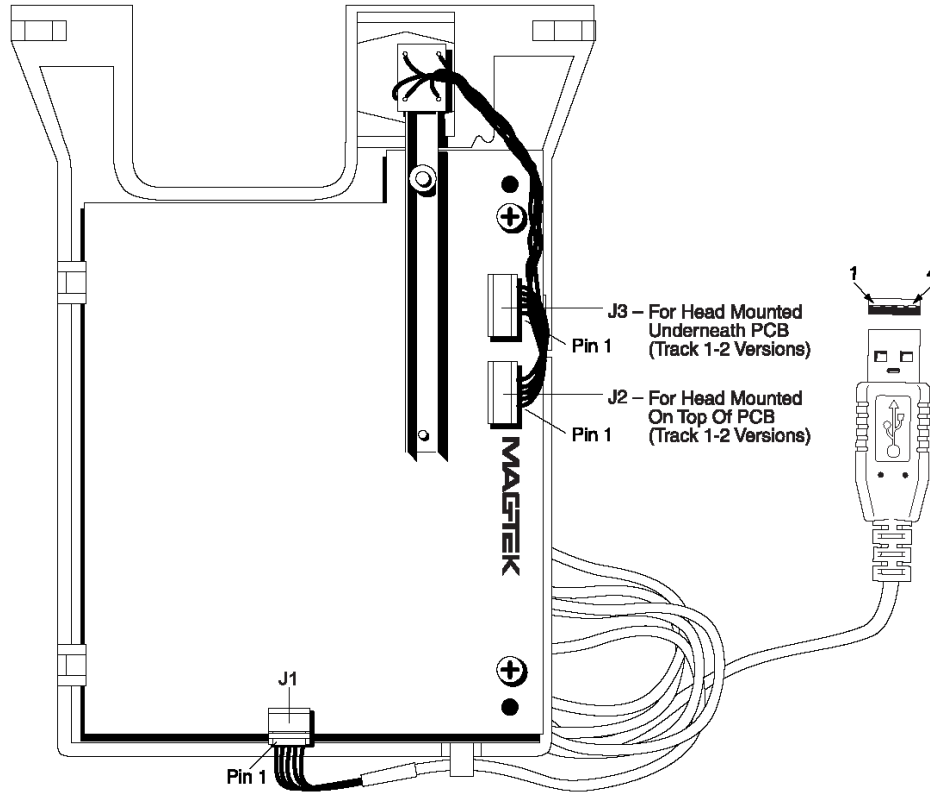 1
4
J3 – For Head Mounted
Underneath PCB
(Track 1-2 Versions)
Pin 1
J2 – For Head Mounted
On Top Of PCB
(Track 1-2 Versions)
Pin 1
MAGTEK
J1
Pin 1